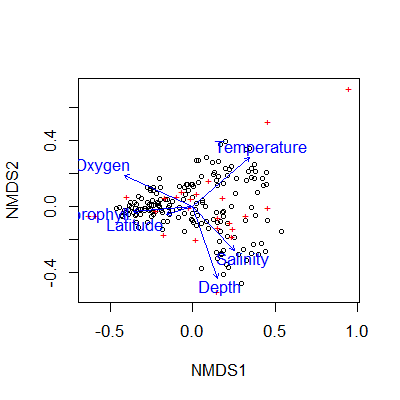 Temperature
Oxygen
Latitude
Salinity
Depth
NMDS2
-0.4
0.0
0.4
-0.5
0.0
0.5
1.0
NMDS1